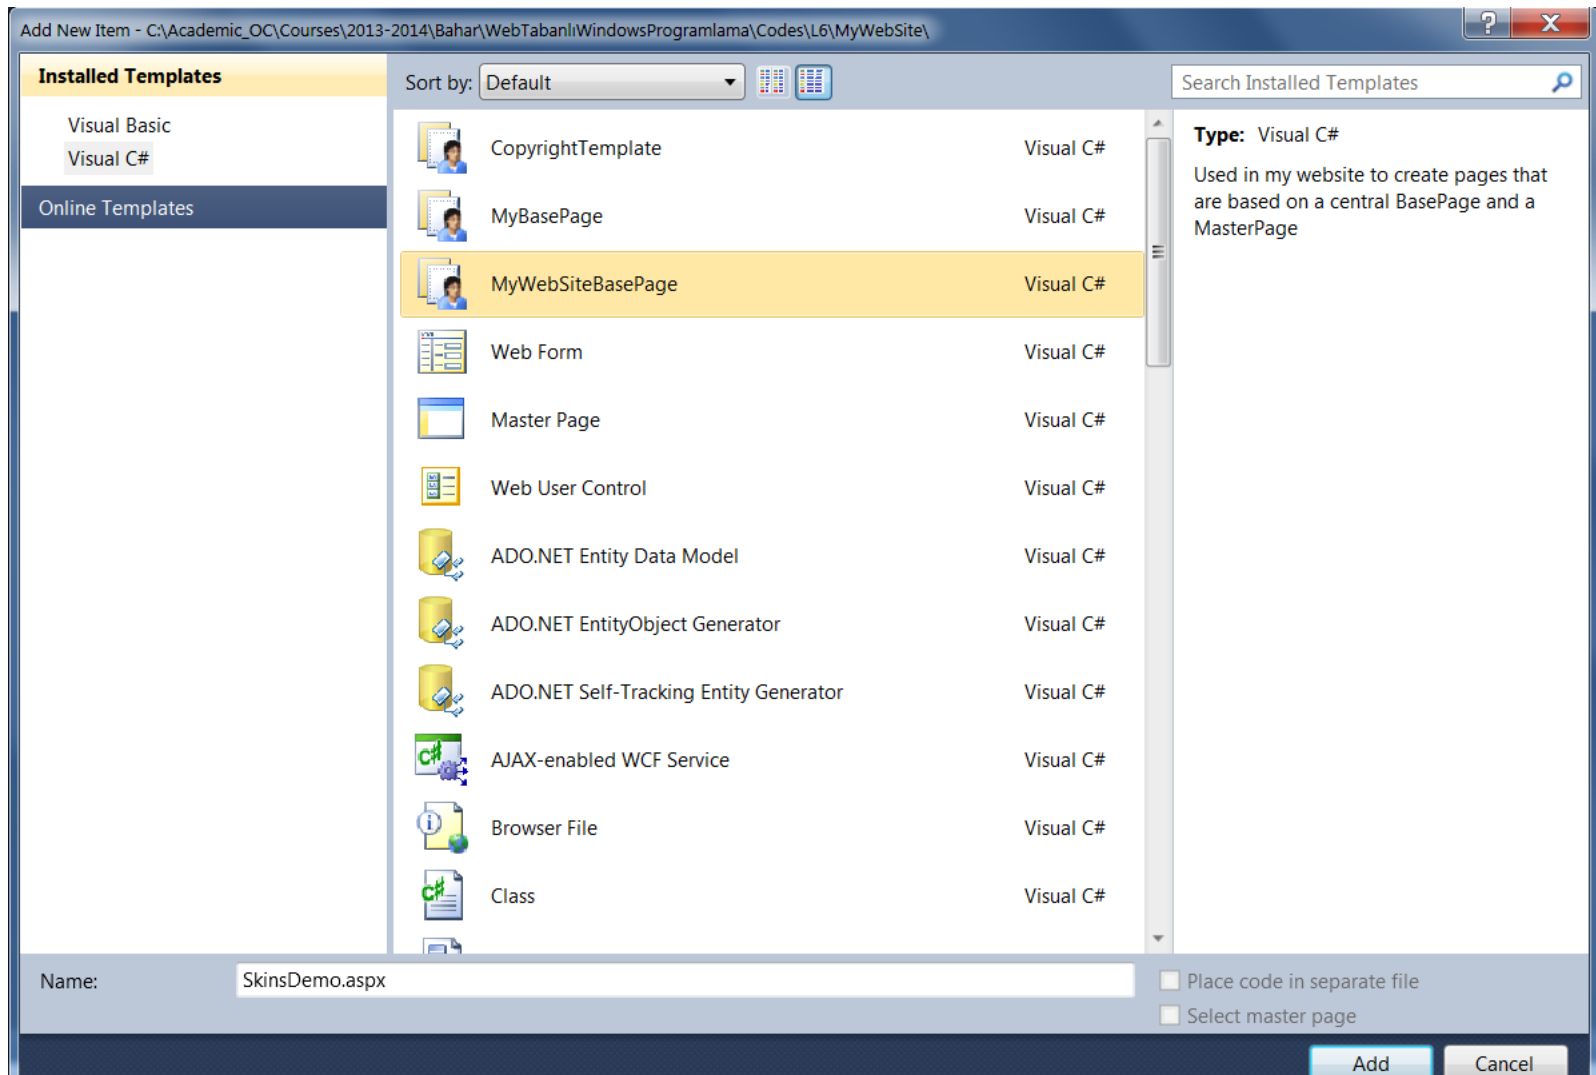 Add New Item - C:\Academic_OC\Courses\2013-2014\Bahar\WebTabanlıWindowsProgramlama\Codes\L6\MyWebSite\
?
X
Installed Templates
Visual Basic
Visual C#
Online Templates
Sort by: Default
Search Installed Templates
CopyrightTemplate Visual C#
MyBasePage Visual C#
MyWebSiteBasePage Visual C#
Web Form Visual C#
Master Page Visual C#
Web User Control Visual C#
ADO.NET Entity Data Model Visual C#
ADO.NET EntityObject Generator Visual C#
ADO.NET Self-Tracking Entity Generator Visual C#
AJAX-enabled WCF Service Visual C#
Browser File Visual C#
Class Visual C#
Type: Visual C#
Used in my website to create pages that
are based on a central BasePage and a
MasterPage
Name: SkinsDemo.aspx
Place code in separate file
Select master page
Add Cancel